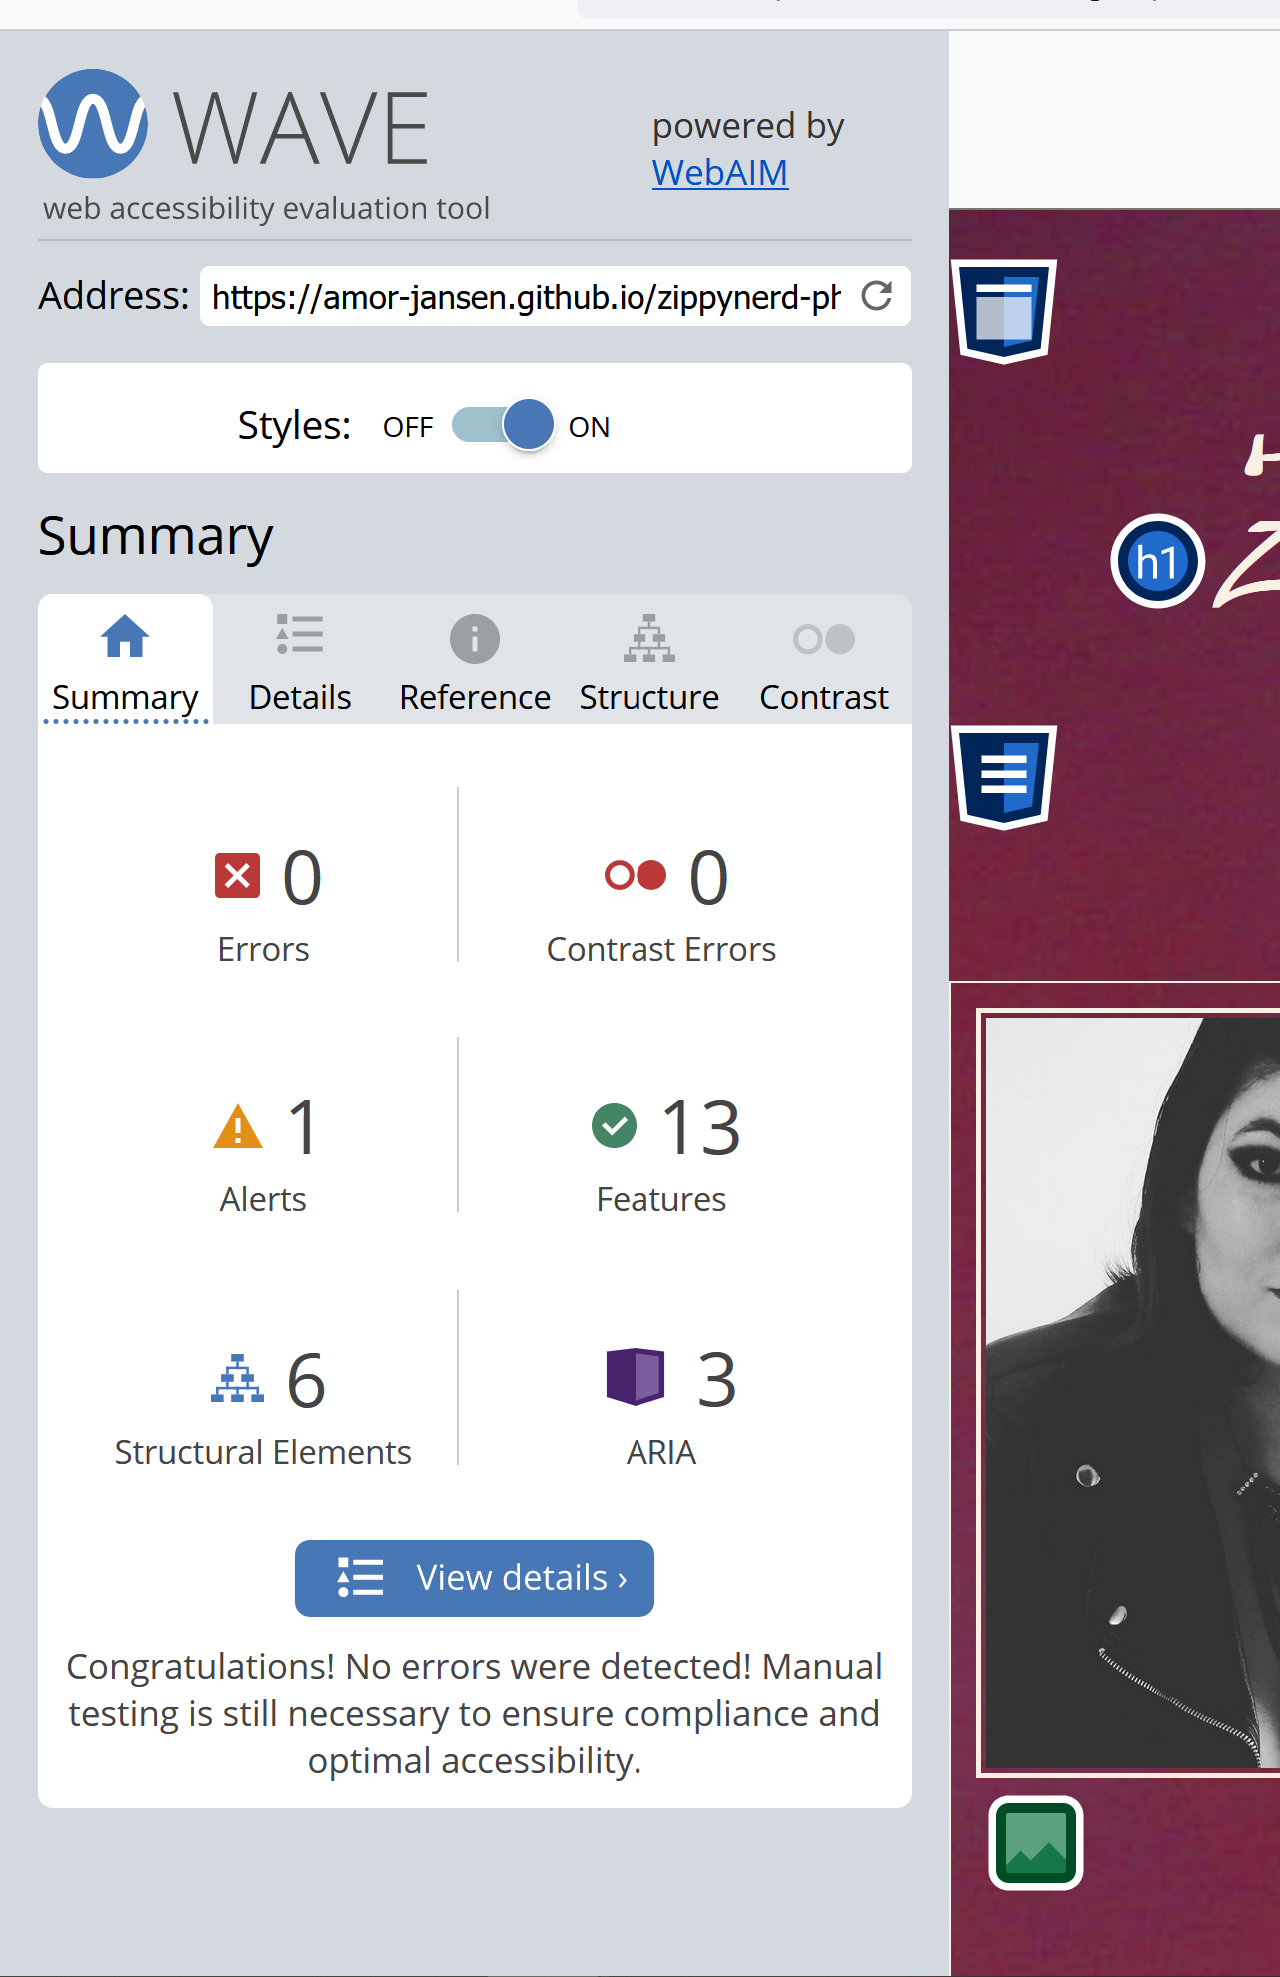 WAVE
powered by
WebAIM
web accessibility evaluation tool
Address: https://amor-jansen.github.io/zippynerd-ph
Styles: OFF ON
Summary
Summary Details Reference Structure Contrast
0 0
Errors Contrast Errors
1 13
Alerts Features
6 3
Structural Elements ARIA
View details ›
Congratulations! No errors were detected! Manual
testing is still necessary to ensure compliance and
optimal accessibility.
h1